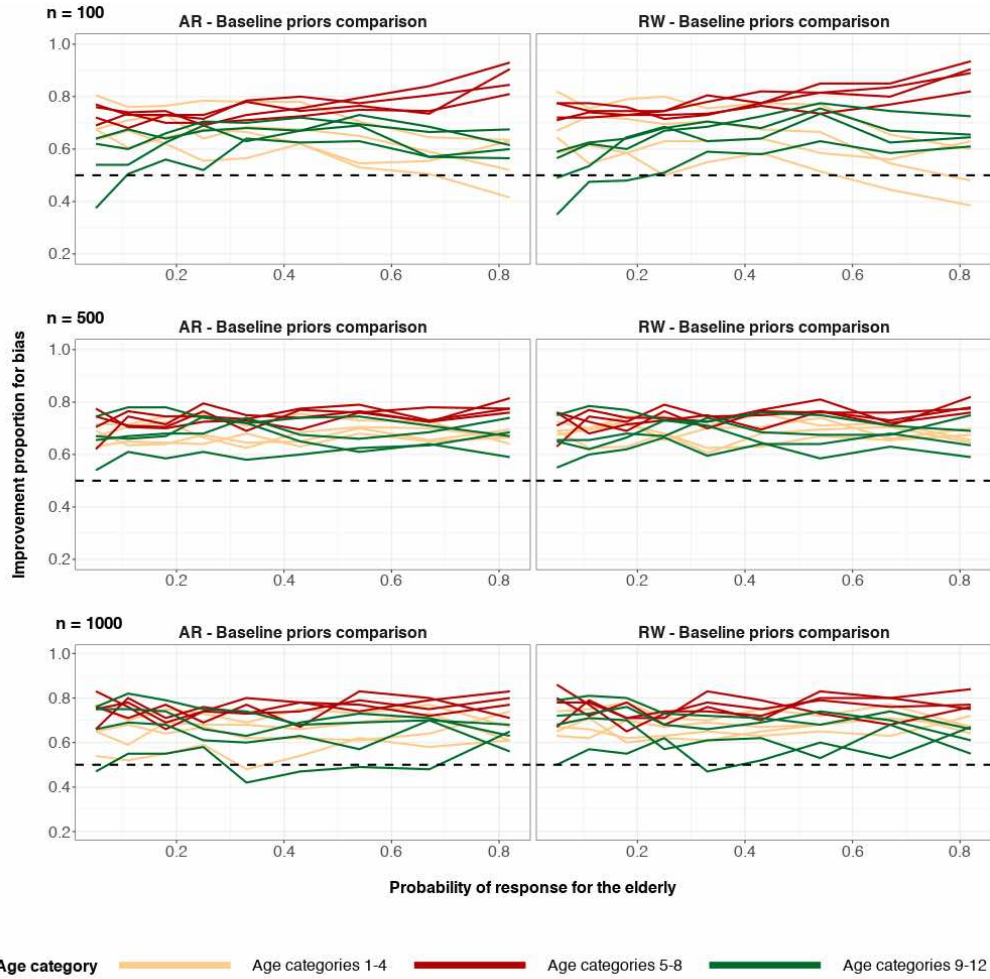 n = 100
AR - Baseline priors comparison
RW - Baseline priors comparison
1.0
0.8
0.6
0.4
0.2
0.2 0.4 0.6 0.8
0.2 0.4 0.6 0.8
n = 500
AR - Baseline priors comparison
RW - Baseline priors comparison
1.0
0.8
0.6
0.4
0.2
0.2 0.4 0.6 0.8
0.2 0.4 0.6 0.8
Improvement proportion for bias
n = 1000
AR - Baseline priors comparison
RW - Baseline priors comparison
1.0
0.8
0.6
0.4
0.2
0.2 0.4 0.6 0.8
0.2 0.4 0.6 0.8
Probability of response for the elderly
Age category Age categories 1-4 Age categories 5-8 Age categories 9-12